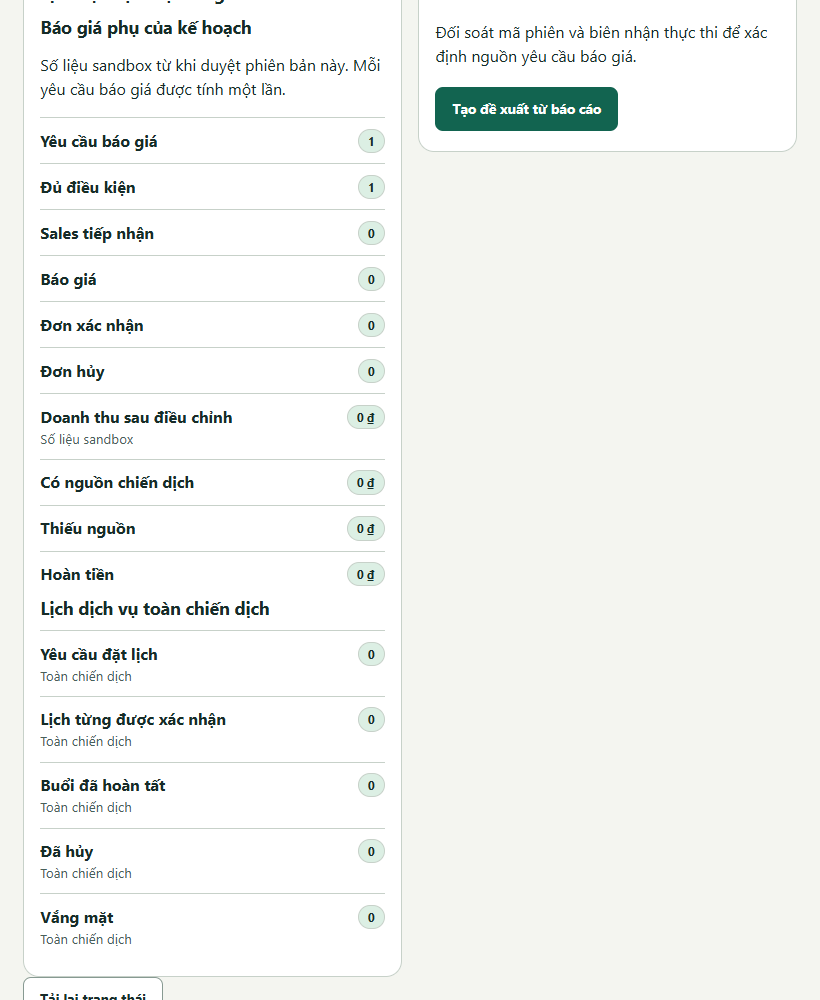 Báo giá phụ của kế hoạch
Số liệu sandbox từ khi duyệt phiên bản này. Mỗi
yêu cầu báo giá được tính một lần.
Yêu cầu báo giá 1
Đủ điều kiện 1
Sales tiếp nhận 0
Báo giá 0
Đơn xác nhận 0
Đơn hủy 0
Doanh thu sau điều chỉnh 0 ₫
Số liệu sandbox
Có nguồn chiến dịch 0 ₫
Thiếu nguồn 0 ₫
Hoàn tiền 0 ₫
Lịch dịch vụ toàn chiến dịch
Yêu cầu đặt lịch 0
Toàn chiến dịch
Lịch từng được xác nhận 0
Toàn chiến dịch
Buổi đã hoàn tất 0
Toàn chiến dịch
Đã hủy 0
Toàn chiến dịch
Vắng mặt 0
Toàn chiến dịch
Tải lại trạng thái
Đối soát mã phiên và biên nhận thực thi để xác
định nguồn yêu cầu báo giá.
Tạo đề xuất từ báo cáo